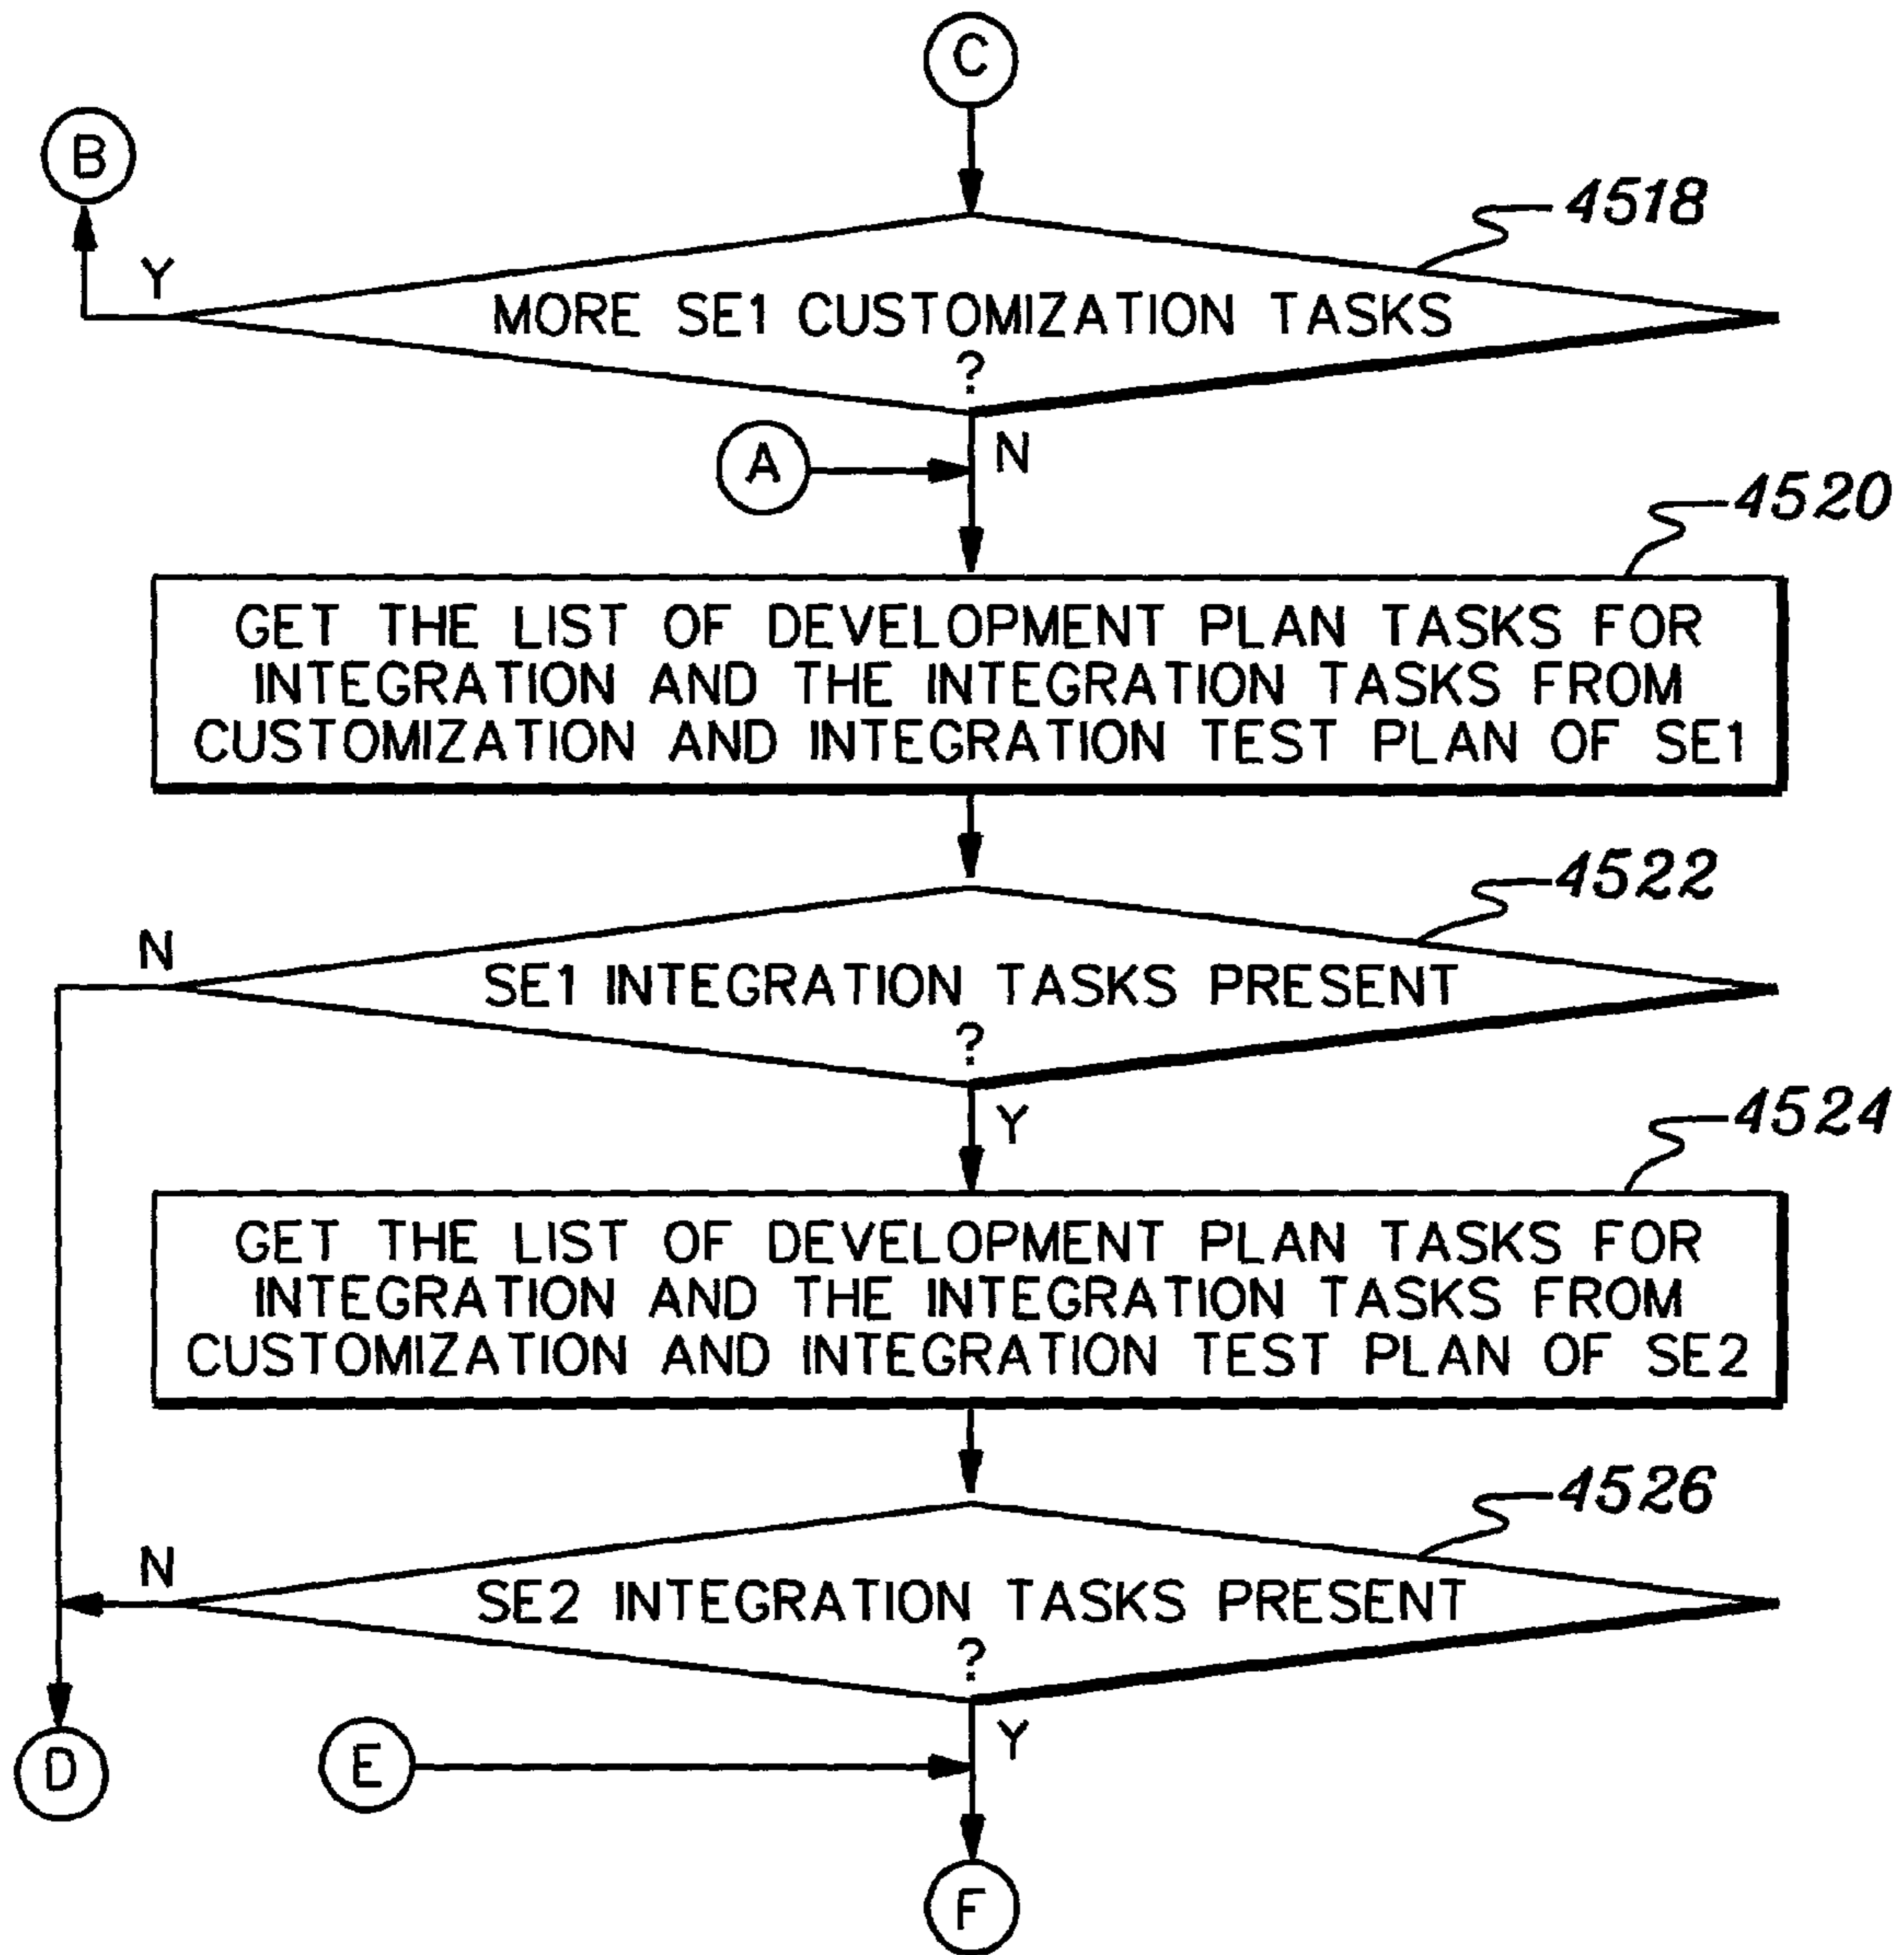 C
B
4518
Y
MORE SE1 CUSTOMIZATION TASKS
?
A
N
4520
GET THE LIST OF DEVELOPMENT PLAN TASKS FOR
INTEGRATION AND THE INTEGRATION TASKS FROM
CUSTOMIZATION AND INTEGRATION TEST PLAN OF SE1
4522
N
SE1 INTEGRATION TASKS PRESENT
?
Y
4524
GET THE LIST OF DEVELOPMENT PLAN TASKS FOR
INTEGRATION AND THE INTEGRATION TASKS FROM
CUSTOMIZATION AND INTEGRATION TEST PLAN OF SE2
4526
N
SE2 INTEGRATION TASKS PRESENT
?
Y
D
E
F